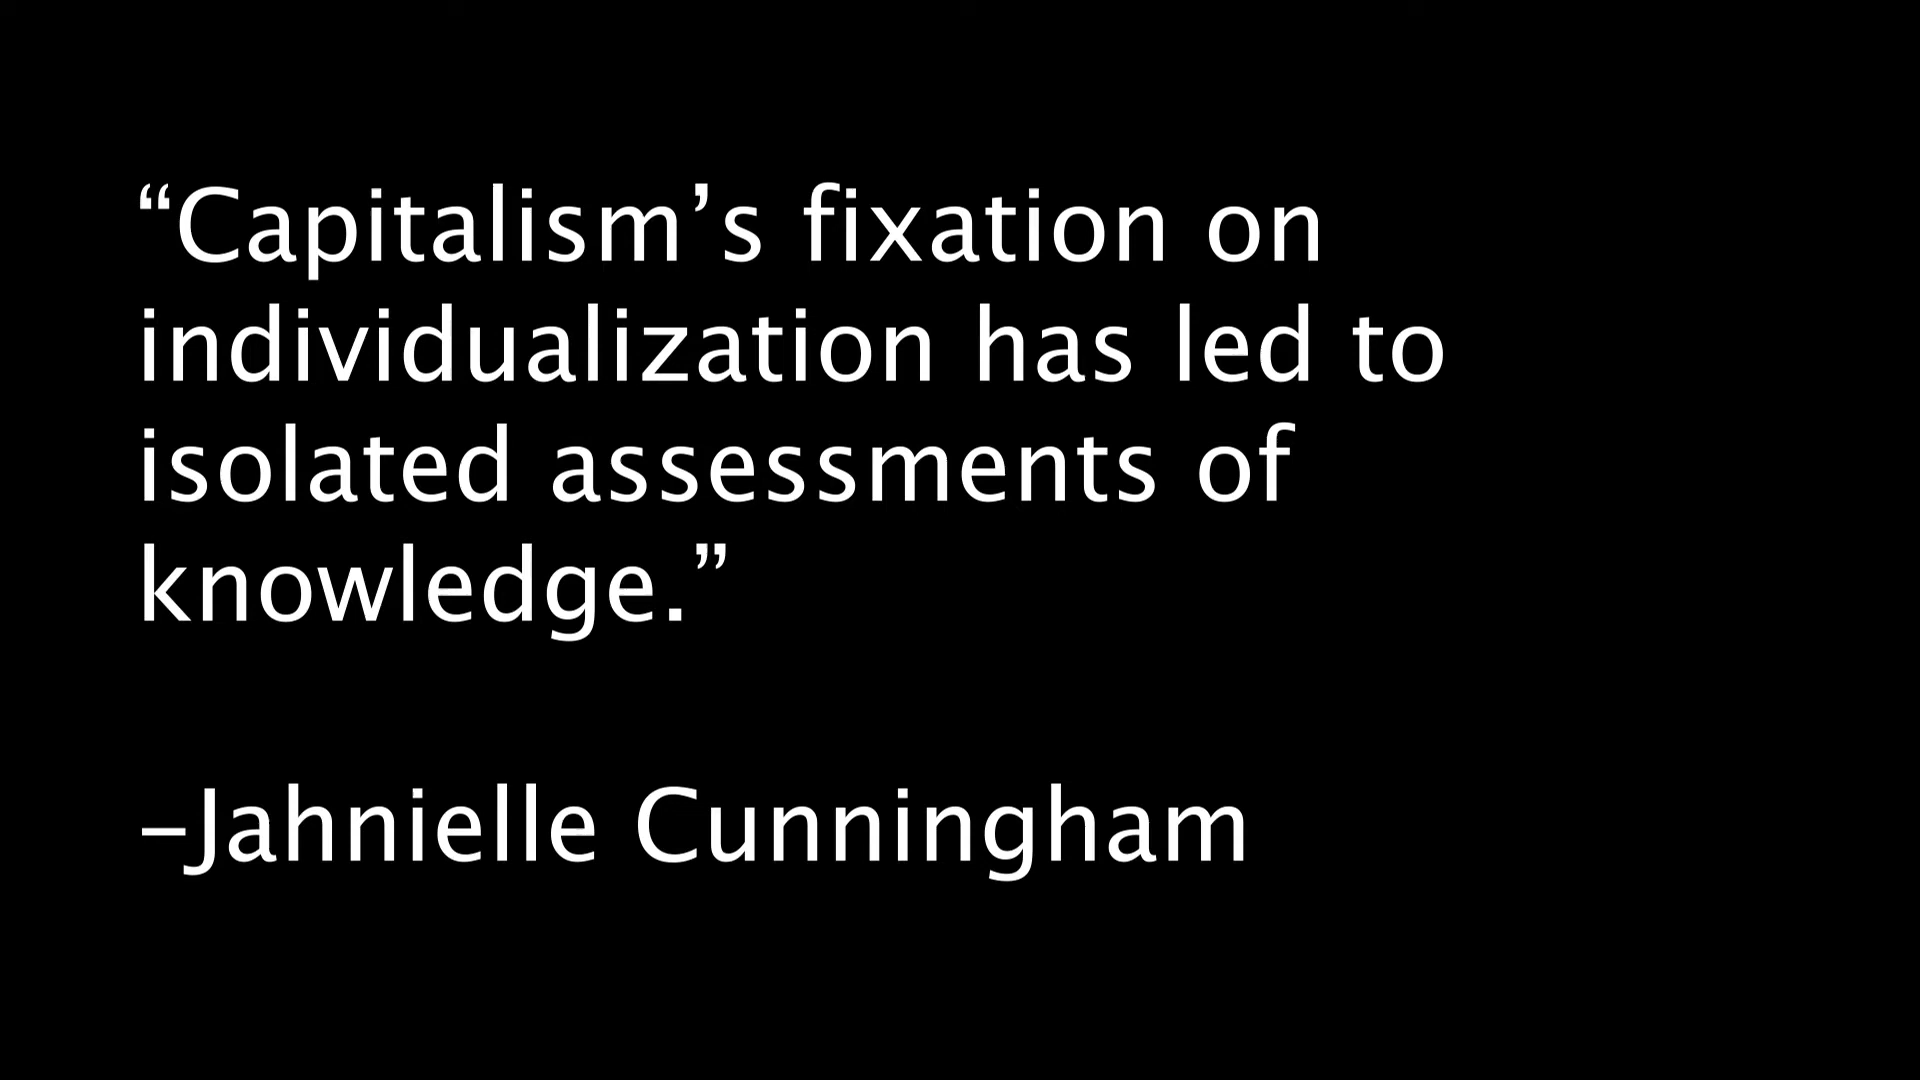 “Capitalism’s fixation on
individualization has led to
isolated assessments of
knowledge.”
–Jahnielle Cunningham